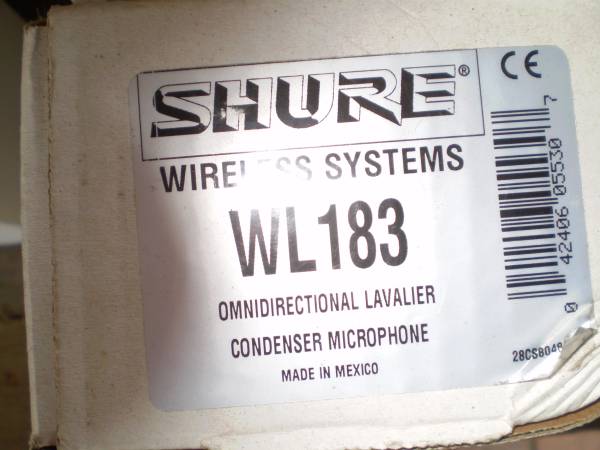 SHURE®
WIRELESS SYSTEMS
WL183
OMNIDIRECTIONAL LAVALIER
CONDENSER MICROPHONE
MADE IN MEXICO
CE
0 42406 05530 7